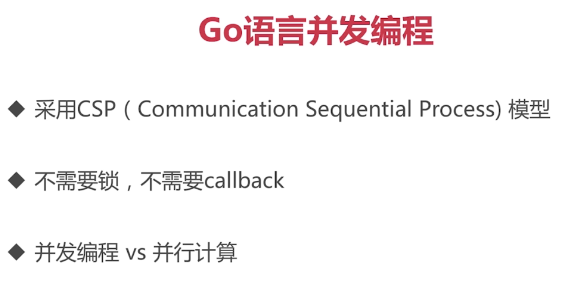 Go语言并发编程
◆ 采用CSP（Communication Sequential Process) 模型
◆ 不需要锁，不需要callback
◆ 并发编程 vs 并行计算